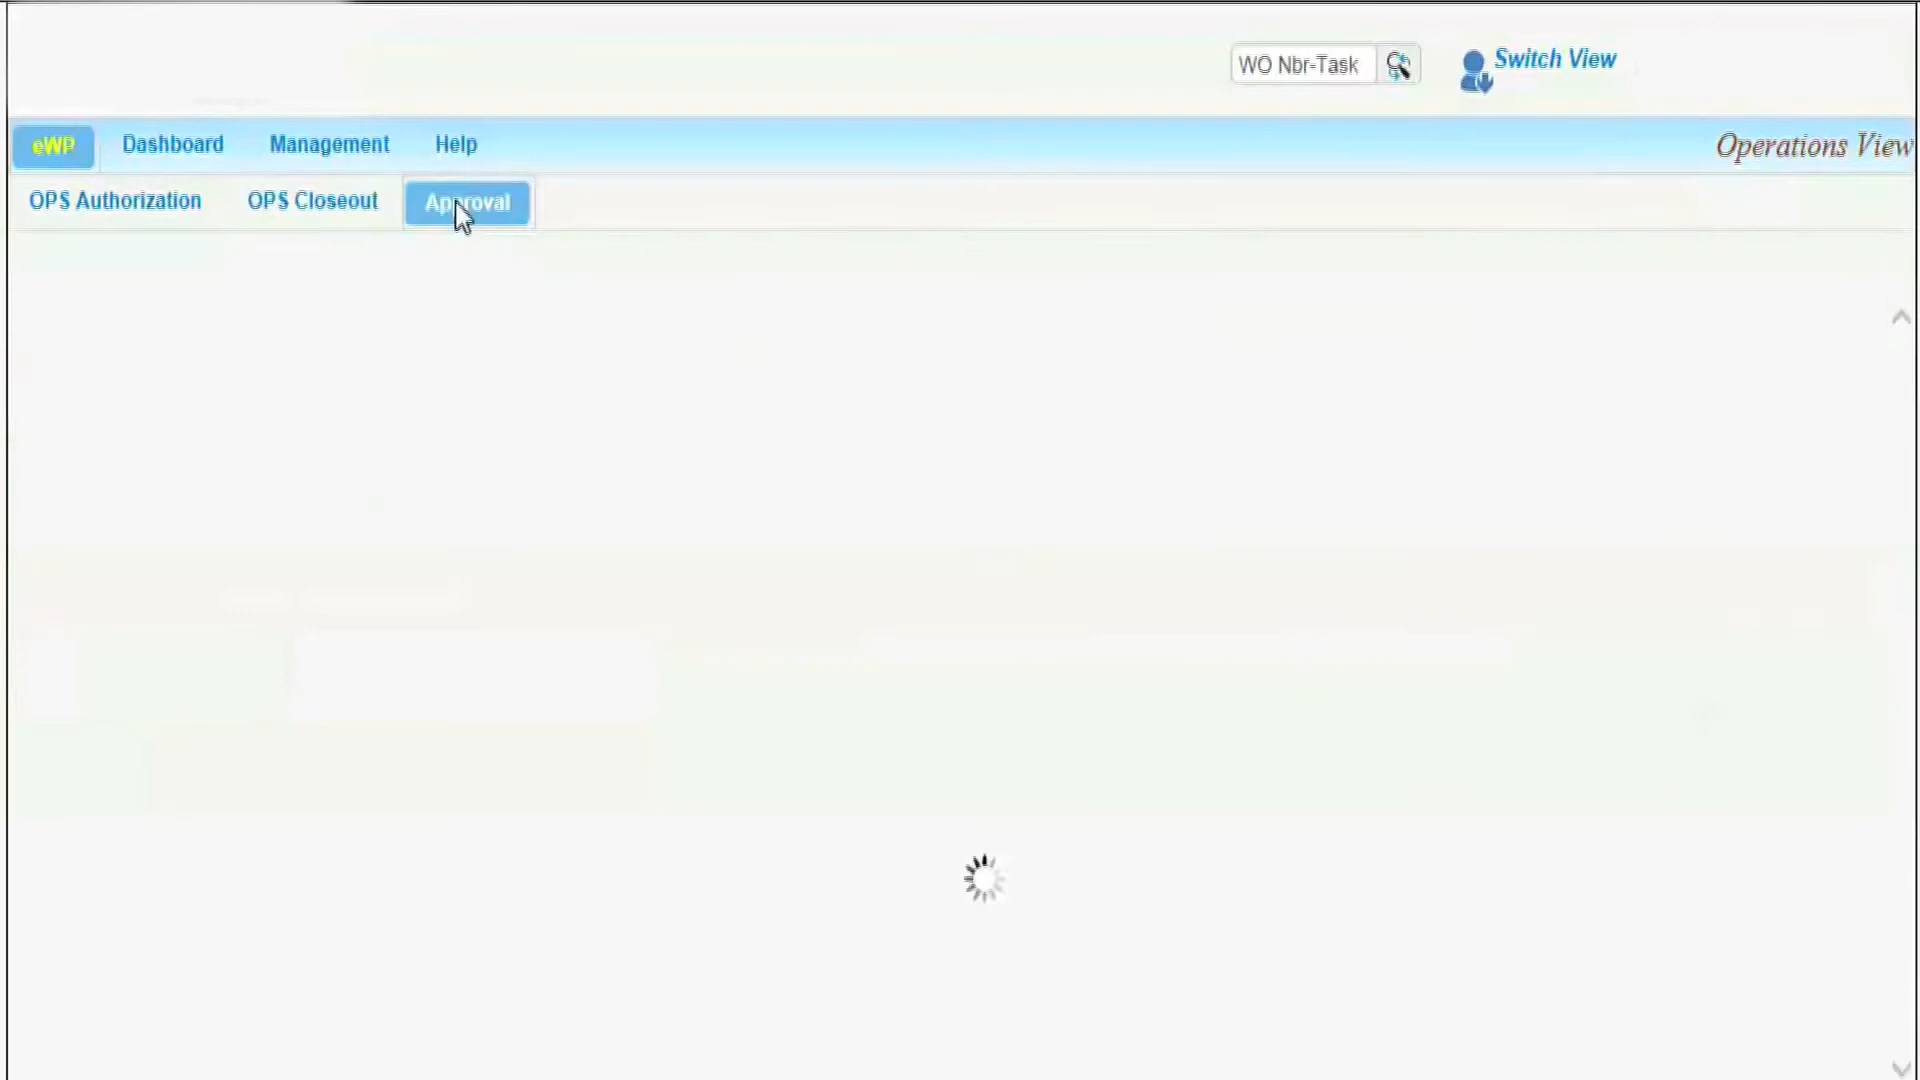 WO Nbr-Task
Switch View
eWP Dashboard Management Help
Operations View
OPS Authorization OPS Closeout Approval